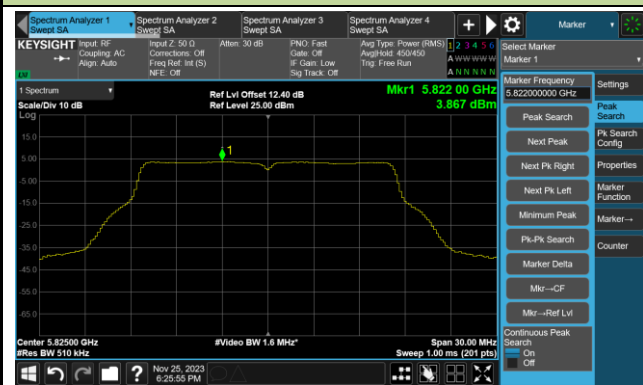 Spectrum Analyzer 1
Swept SA
Spectrum Analyzer 2
Swept SA
Spectrum Analyzer 3
Swept SA
Spectrum Analyzer 4
Swept SA
+
Marker
KEYSIGHT
Input: RF
Coupling: AC
Align: Auto
Input Z: 50 Ω
Corrections: Off
Freq Ref: Int (S)
NFE: Off
Atten: 30 dB
PNO: Fast
Gate: Off
IF Gain: Low
Sig Track: Off
Avg Type: Power (RMS)
Avg|Hold: 450/450
Trig: Free Run
1 2 3 4 5 6
A W W W W W
A N N N N N
Select Marker
Marker 1
1 Spectrum
Scale/Div 10 dB
Log
Ref Lvl Offset 12.40 dB
Ref Level 25.00 dBm
Mkr1 5.822 00 GHz
3.867 dBm
15.0
5.00
-5.00
-15.0
-25.0
-35.0
-45.0
-55.0
-65.0
1
Center 5.82500 GHz
#Res BW 510 kHz
#Video BW 1.6 MHz*
Span 30.00 MHz
Sweep 1.00 ms (201 pts)
Marker Frequency
5.822000000 GHz
Peak Search
Next Peak
Next Pk Right
Next Pk Left
Minimum Peak
Pk-Pk Search
Marker Delta
Mkr→CF
Mkr→Ref Lvl
Continuous Peak
Search
On
Off
Settings
Peak
Search
Pk Search
Config
Properties
Marker
Function
Marker→
Counter
?
Nov 25, 2023
6:25:55 PM